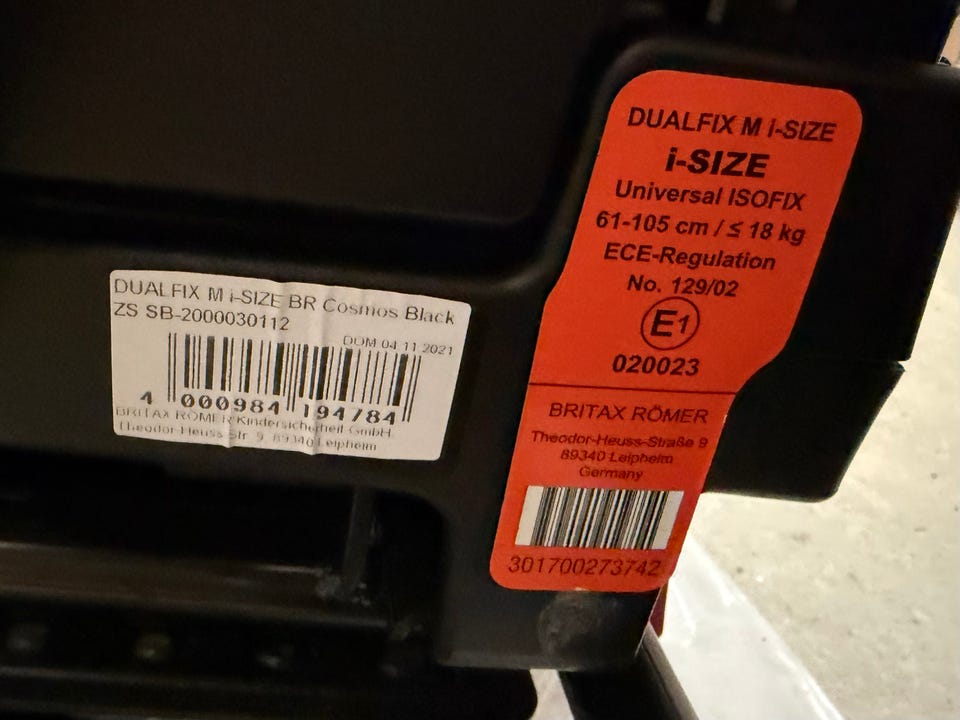 DUALFIX M i-SIZE BR Cosmos Black
ZS SB-2000030112
DOM 04.11.2021
4 000984 194784
BRITAX RÖMER Kindersicherheit GmbH
Theodor-Heuss-Str. 9, 89340 Leipheim
DUALFIX M i-SIZE
i-SIZE
Universal ISOFIX
61-105 cm / ≤ 18 kg
ECE-Regulation
No. 129/02
E1
020023
BRITAX RÖMER
Theodor-Heuss-Straße 9
89340 Leipheim
Germany
301700273742